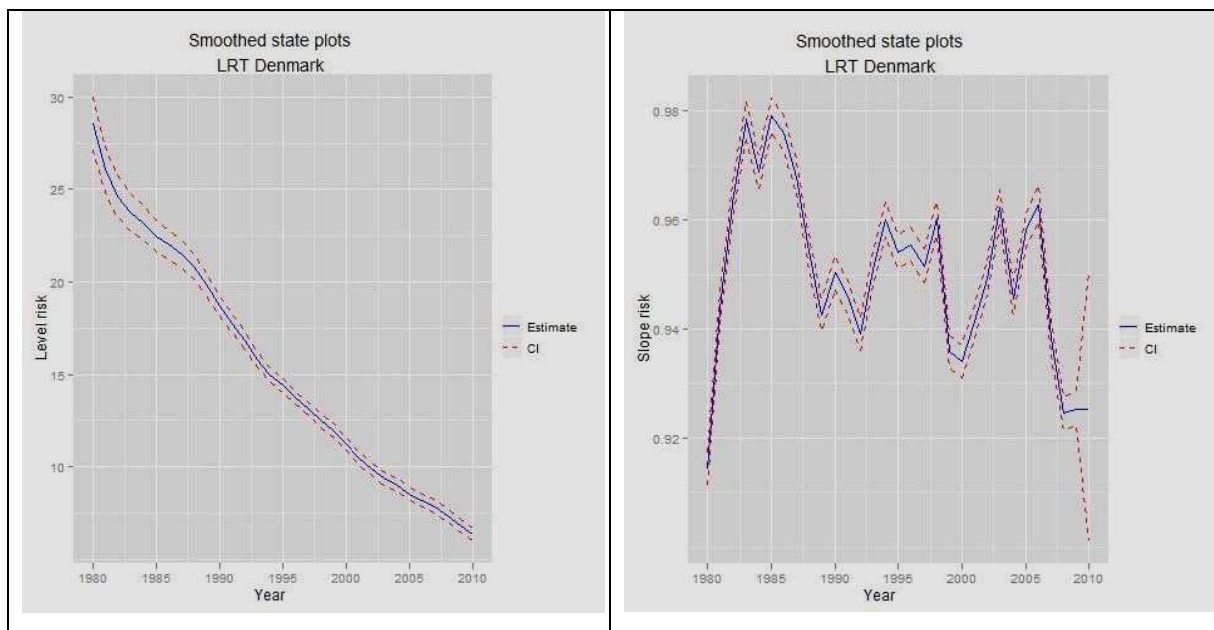 Smoothed state plots
LRT Denmark
30
25
20
15
10
Level risk
1980 1985 1990 1995 2000 2005 2010
Year
Estimate
CI
Smoothed state plots
LRT Denmark
0.98
0.96
0.94
0.92
Slope risk
1980 1985 1990 1995 2000 2005 2010
Year
Estimate
CI